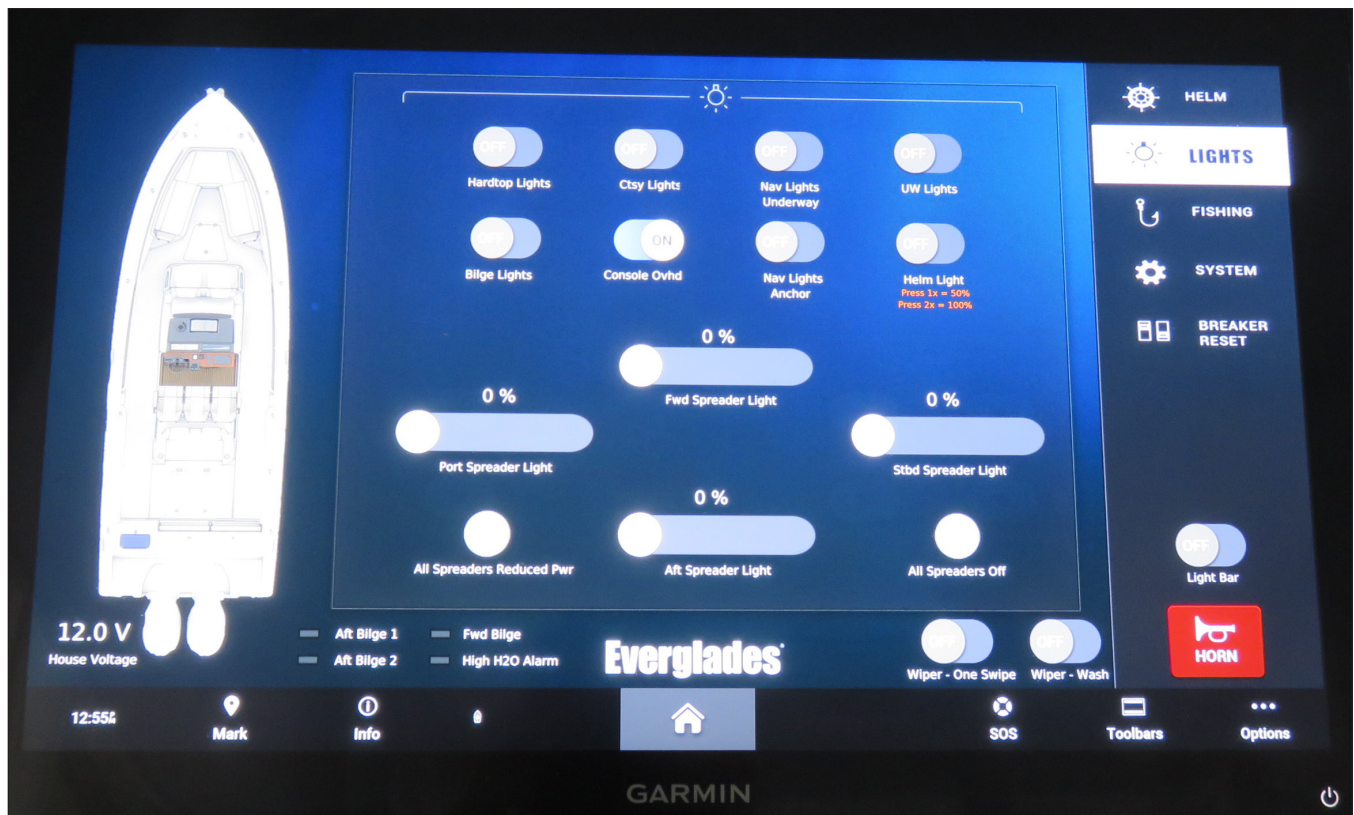 HELM
LIGHTS
FISHING
SYSTEM
BREAKER
RESET
OFF
Hardtop Lights
OFF
Ctsy Lights
OFF
Nav Lights
Underway
OFF
UW Lights
OFF
Bilge Lights
ON
Console Ovhd
OFF
Nav Lights
Anchor
OFF
Helm Light
Press 1x = 50%
Press 2x = 100%
0 %
Fwd Spreader Light
0 %
Port Spreader Light
0 %
Stbd Spreader Light
All Spreaders Reduced Pwr
0 %
Aft Spreader Light
All Spreaders Off
OFF
Light Bar
HORN
12.0 V
House Voltage
Aft Bilge 1
Fwd Bilge
Aft Bilge 2
High H2O Alarm
Everglades
OFF
Wiper - One Swipe
OFF
Wiper - Wash
12:55
Mark
Info
SOS
Toolbars
Options
GARMIN